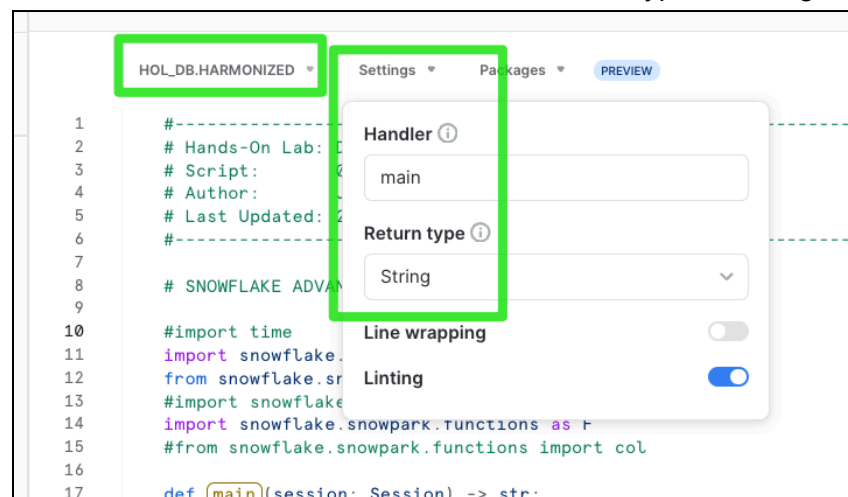 HOL_DB.HARMONIZED Settings Packages PREVIEW
Handler
main
Return type
String
Line wrapping
Linting
1 #-----------------
2 # Hands-On Lab:
3 # Script:
4 # Author:
5 # Last Updated: 2
6 #-----------------
7
8 # SNOWFLAKE
9
10 #import time
11 import snowflake.
12 from
13 #import snowflake
14 import snowflake.snowpark.functions as F
15 #from snowflake.snowpark.functions import col
16
17 def main(session: Session) -> str: